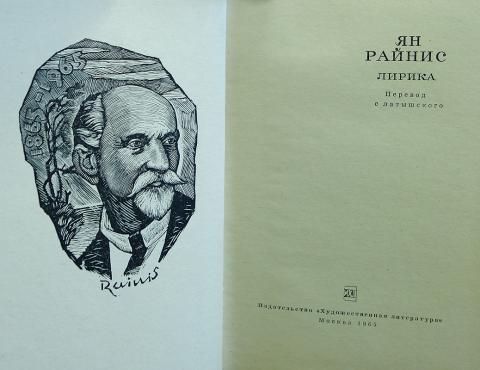 1865-1965
Rainis
ЯН
РАЙНИС
ЛИРИКА
Перевод
с латышского
Издательство «Художественная литература»
Москва 1965